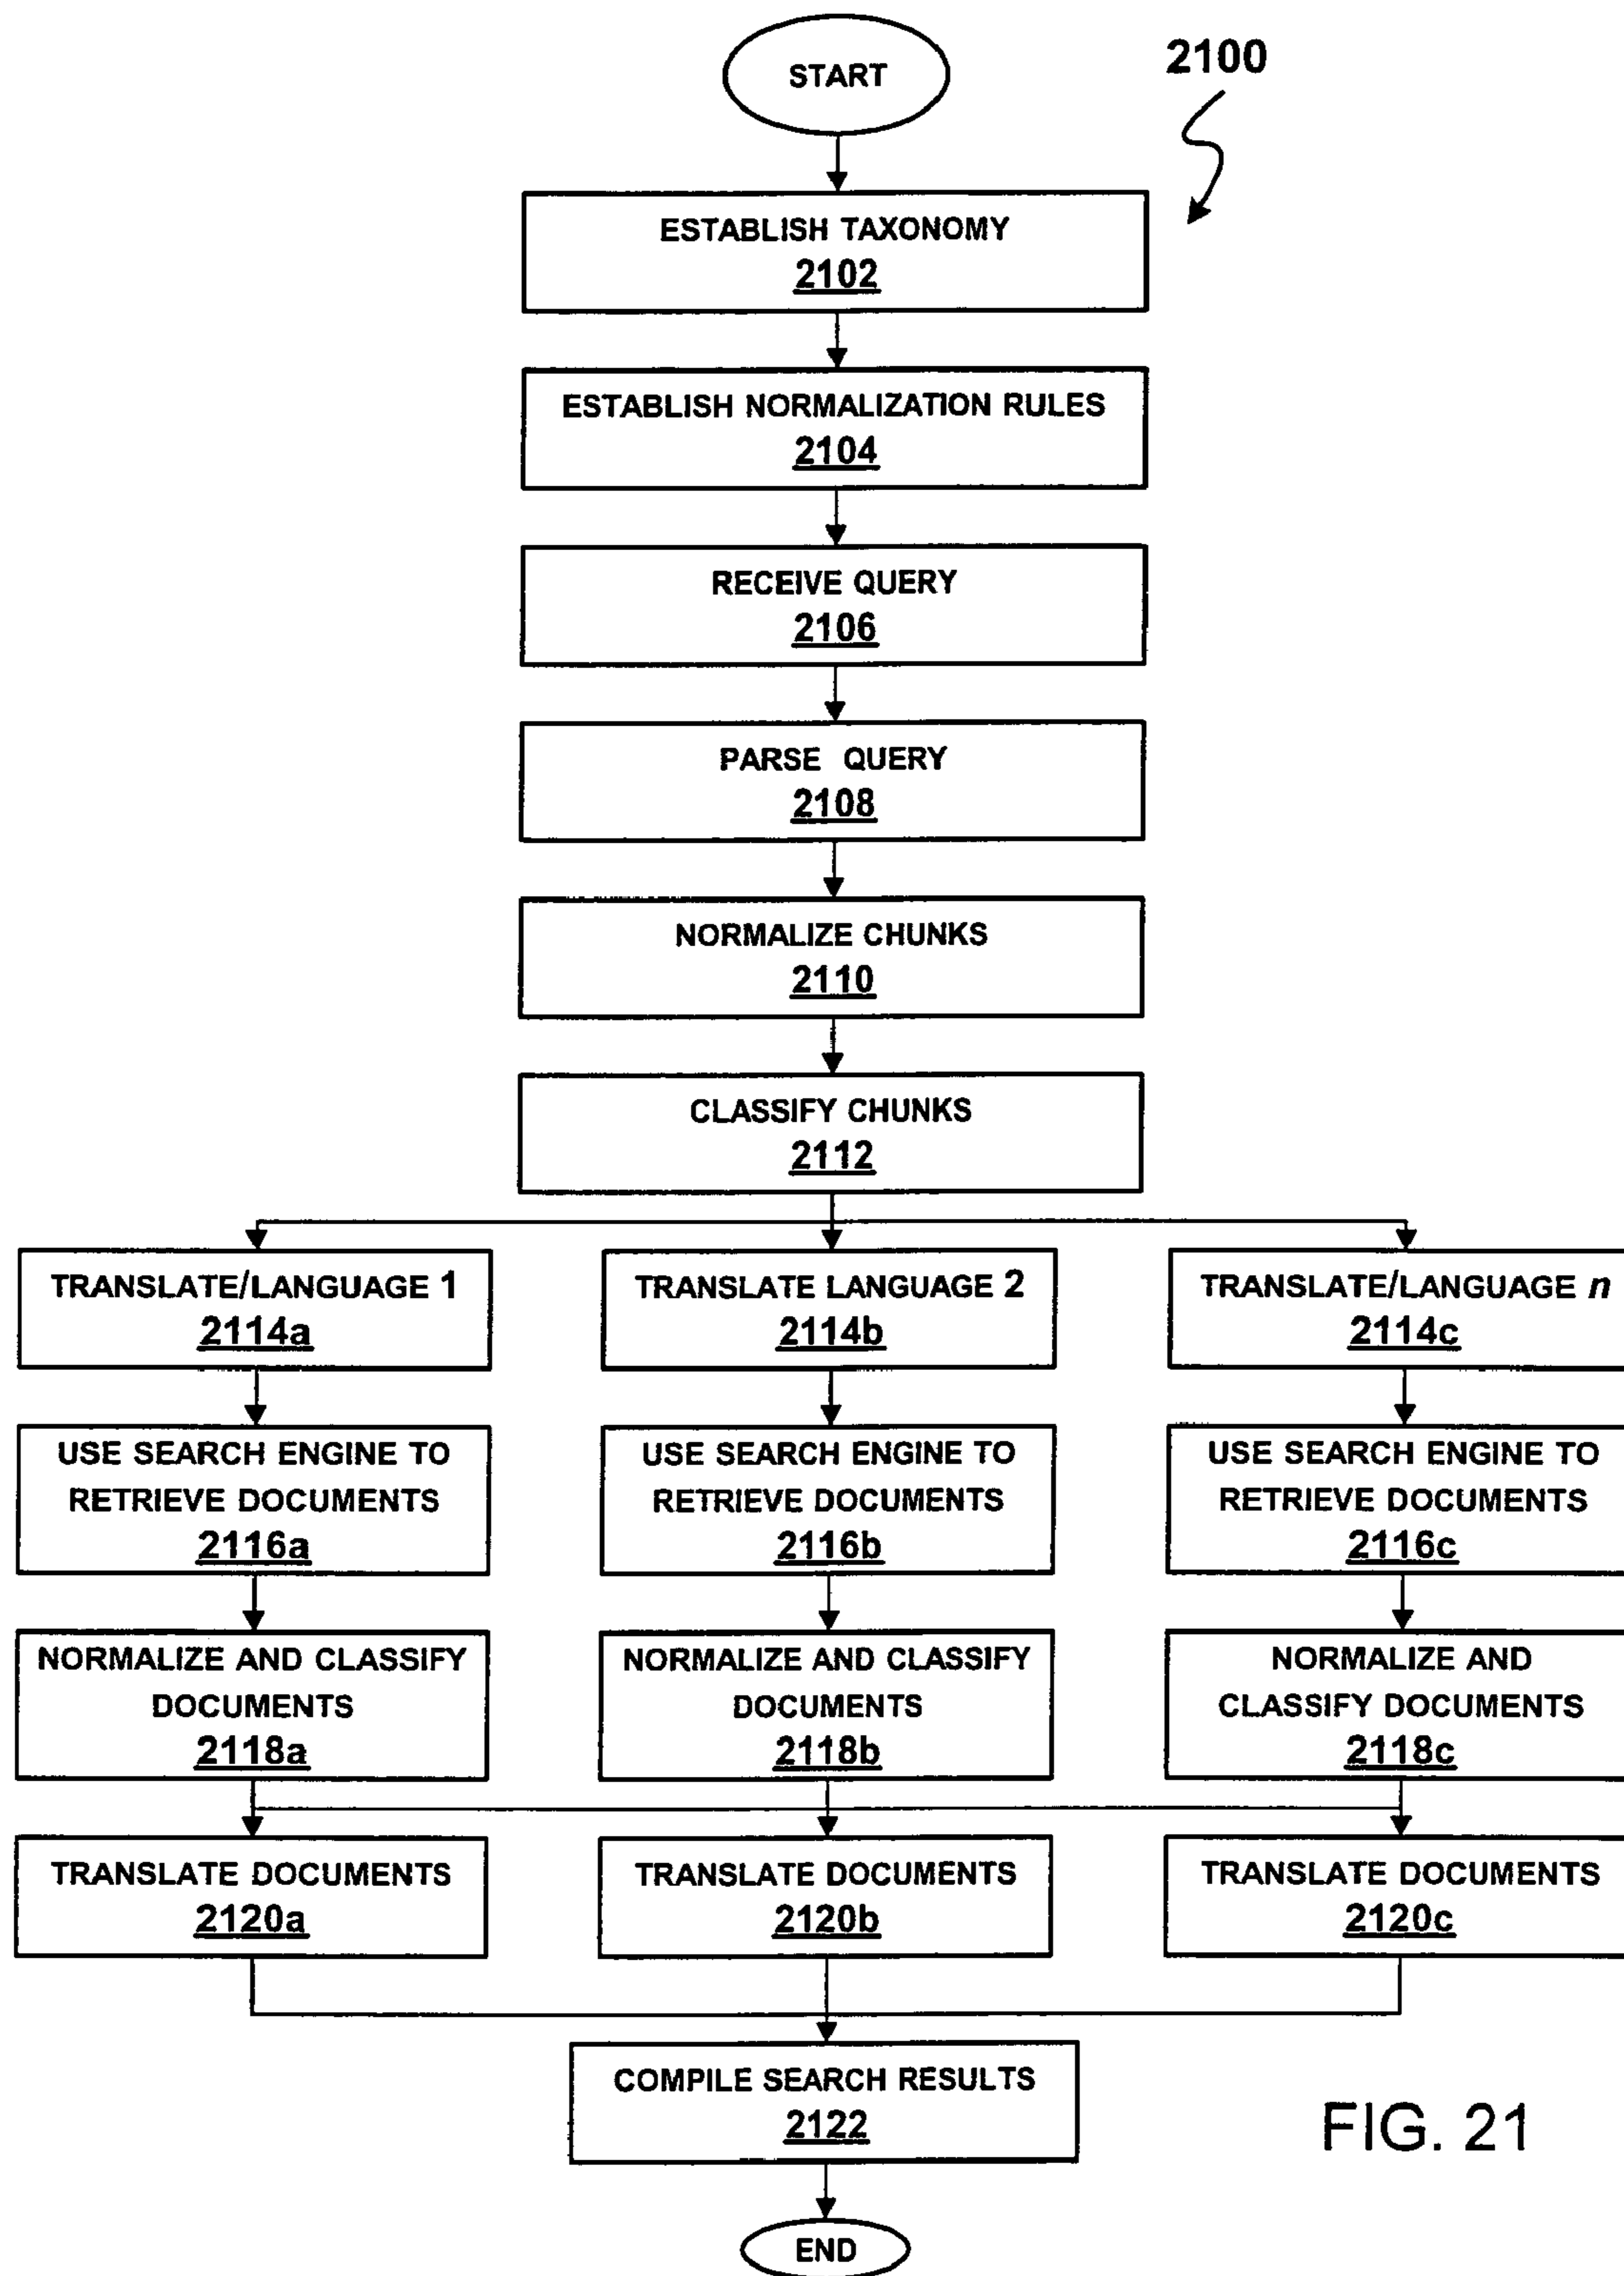 START
2100
ESTABLISH TAXONOMY
2102
ESTABLISH NORMALIZATION RULES
2104
RECEIVE QUERY
2106
PARSE QUERY
2108
NORMALIZE CHUNKS
2110
CLASSIFY CHUNKS
2112
TRANSLATE/LANGUAGE 1
2114a
TRANSLATE LANGUAGE 2
2114b
TRANSLATE/LANGUAGE n
2114c
USE SEARCH ENGINE TO
RETRIEVE DOCUMENTS
2116a
USE SEARCH ENGINE TO
RETRIEVE DOCUMENTS
2116b
USE SEARCH ENGINE TO
RETRIEVE DOCUMENTS
2116c
NORMALIZE AND CLASSIFY
DOCUMENTS
2118a
NORMALIZE AND CLASSIFY
DOCUMENTS
2118b
NORMALIZE AND
CLASSIFY DOCUMENTS
2118c
TRANSLATE DOCUMENTS
2120a
TRANSLATE DOCUMENTS
2120b
TRANSLATE DOCUMENTS
2120c
COMPILE SEARCH RESULTS
2122
FIG. 21
END